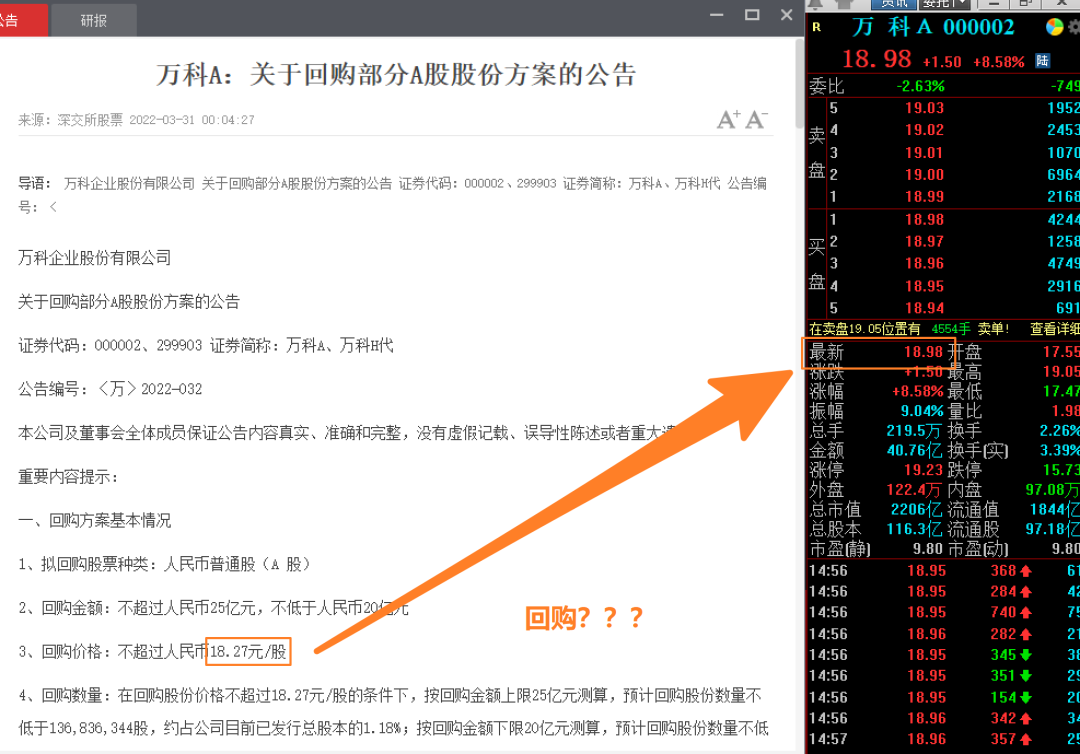 公告
研报
万科A：关于回购部分A股股份方案的公告
来源：深交所股票 2022-03-31 00:04:27
A+ A-
导语： 万科企业股份有限公司 关于回购部分A股股份方案的公告 证券代码：000002、299903 证券简称：万科A、万科H代 公告编
号：〈
万科企业股份有限公司
关于回购部分A股股份方案的公告
证券代码：000002、299903 证券简称：万科A、万科H代
公告编号：〈万〉2022-032
本公司及董事会全体成员保证公告内容真实、准确和完整，没有虚假记载、误导性陈述或者重大
重要内容提示：
一、回购方案基本情况
1、拟回购股票种类：人民币普通股（A 股）
2、回购金额：不超过人民币25亿元，不低于人民币20亿元
3、回购价格：不超过人民币18.27元/股
回购？？？
4、回购数量：在回购股份价格不超过18.27元/股的条件下，按回购金额上限25亿元测算，预计回购股份数量不
低于136,836,344股，约占公司目前已发行总股本的1.18%；按回购金额下限20亿元测算，预计回购股份数量不低
资讯 委托
R 万 科 A 000002
18.98 +1.50 +8.58% 陆
委比 -2.63% -749
卖盘
5 19.03 1952
4 19.02 2453
3 19.01 1070
2 19.00 6964
1 18.99 2168
买盘
1 18.98 4244
2 18.97 1258
3 18.96 4749
4 18.95 2916
5 18.94 691
在卖盘19.05位置有 4554手 卖单! 查看详细
最新 18.98 开盘 17.55
涨跌 +1.50 最高 19.05
涨幅 +8.58% 最低 17.47
振幅 9.04% 量比 1.98
总手 219.5万 换手 2.26%
金额 40.76亿 换手(实) 3.39%
涨停 19.23 跌停 15.73
外盘 122.4万 内盘 97.08万
总市值 2206亿 流通值 1844亿
总股本 116.3亿 流通股 97.18亿
市盈(静) 9.80 市盈(动) 9.80
14:56 18.95 368 61
14:56 18.95 284 42
14:56 18.95 740 75
14:56 18.96 282 21
14:56 18.95 345 38
14:56 18.95 351 29
14:56 18.95 154 20
14:56 18.96 342 34
14:57 18.96 357 25